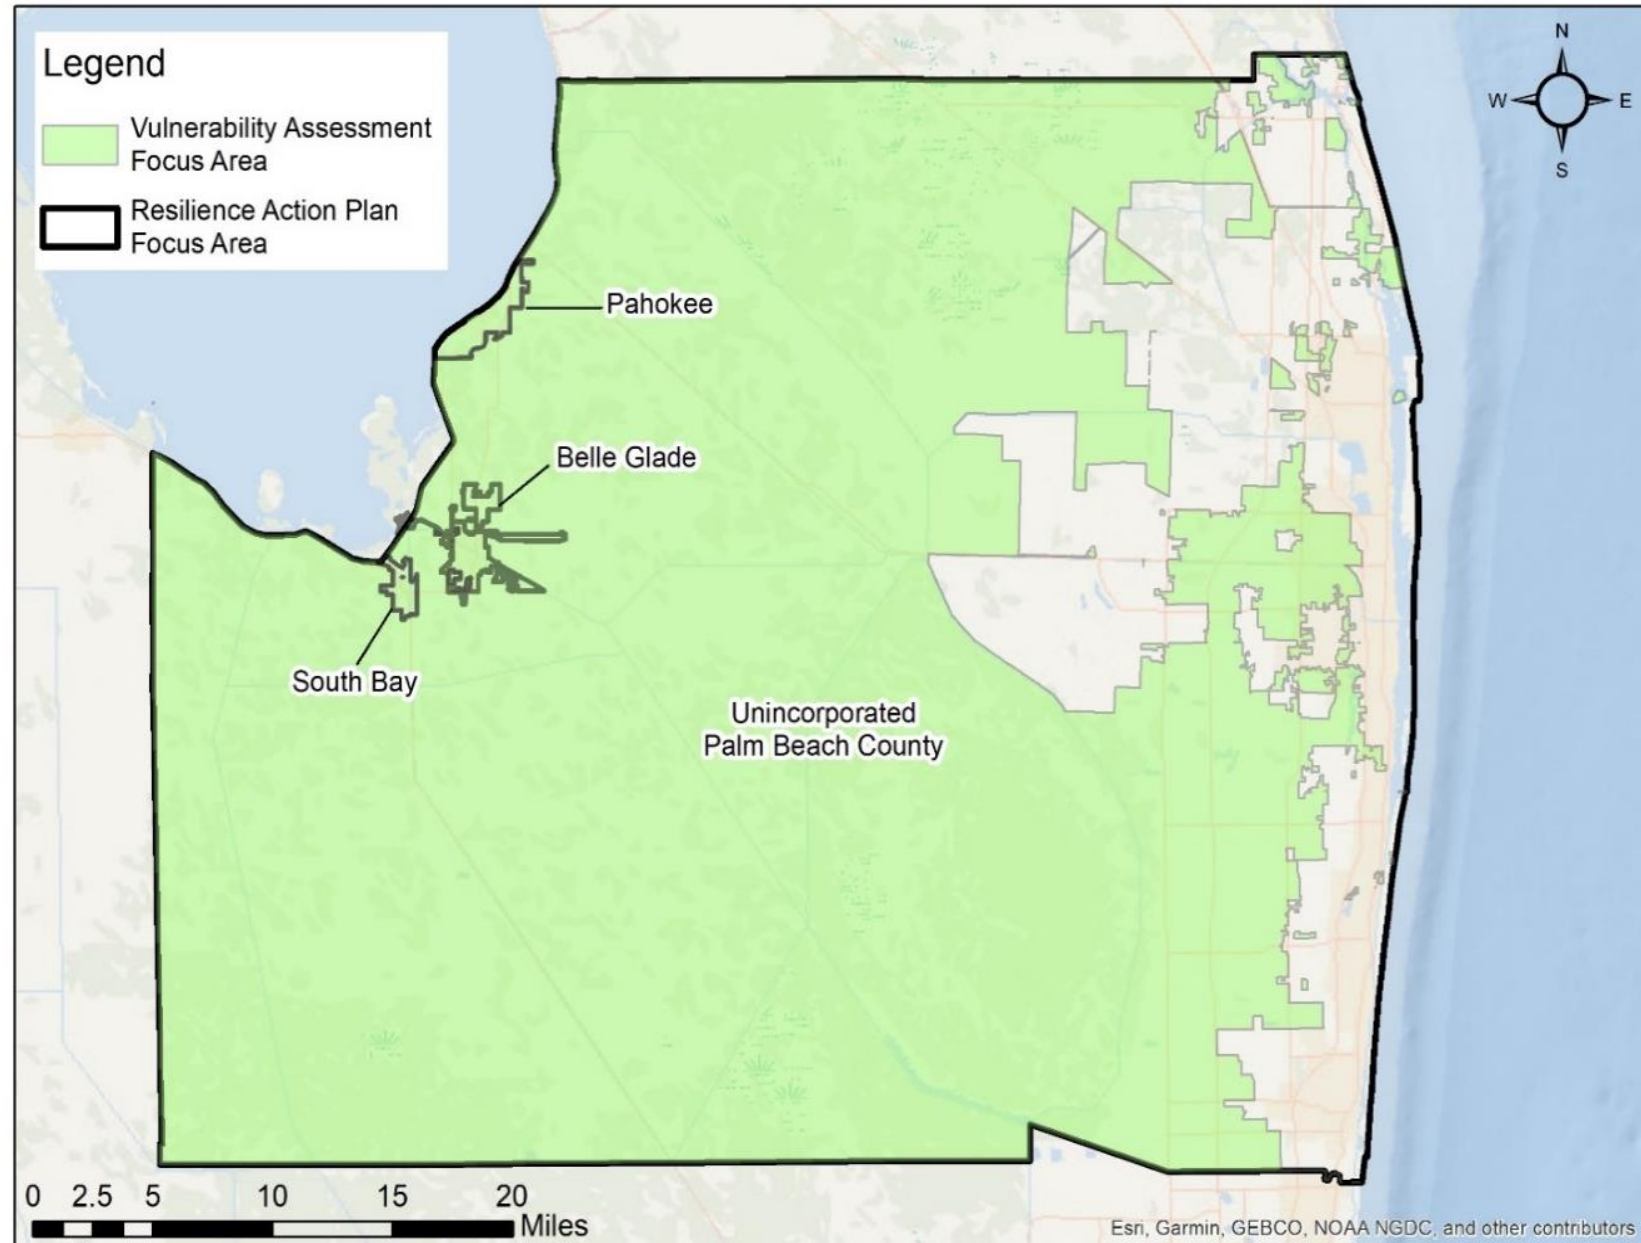 Legend
Vulnerability Assessment
Focus Area
Resilience Action Plan
Focus Area
N
W
E
S
Pahokee
Belle Glade
South Bay
Unincorporated
Palm Beach County
0 2.5 5 10 15 20
Miles
Esri, Garmin, GEBCO, NOAA NGDC, and other contributors